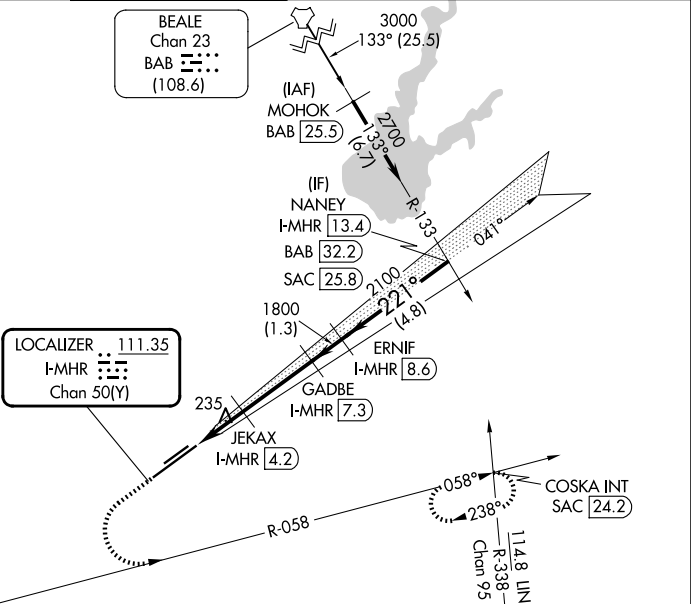 BEALE
Chan 23
BAB
(108.6)
3000
133° (25.5)
(IAF)
MOHOK
BAB 25.5
2700
133°
(6.7)
(IF)
NANEY
I-MHR 13.4
BAB 32.2
SAC 25.8
R-133
041°
2100
221°
(4.8)
1800
(1.3)
ERNIF
I-MHR 8.6
GADBE
I-MHR 7.3
LOCALIZER 111.35
I-MHR
Chan 50(Y)
235
JEKAX
I-MHR 4.2
R-058
058°
238°
COSKA INT
SAC 24.2
114.8 LIN
R-338
Chan 95